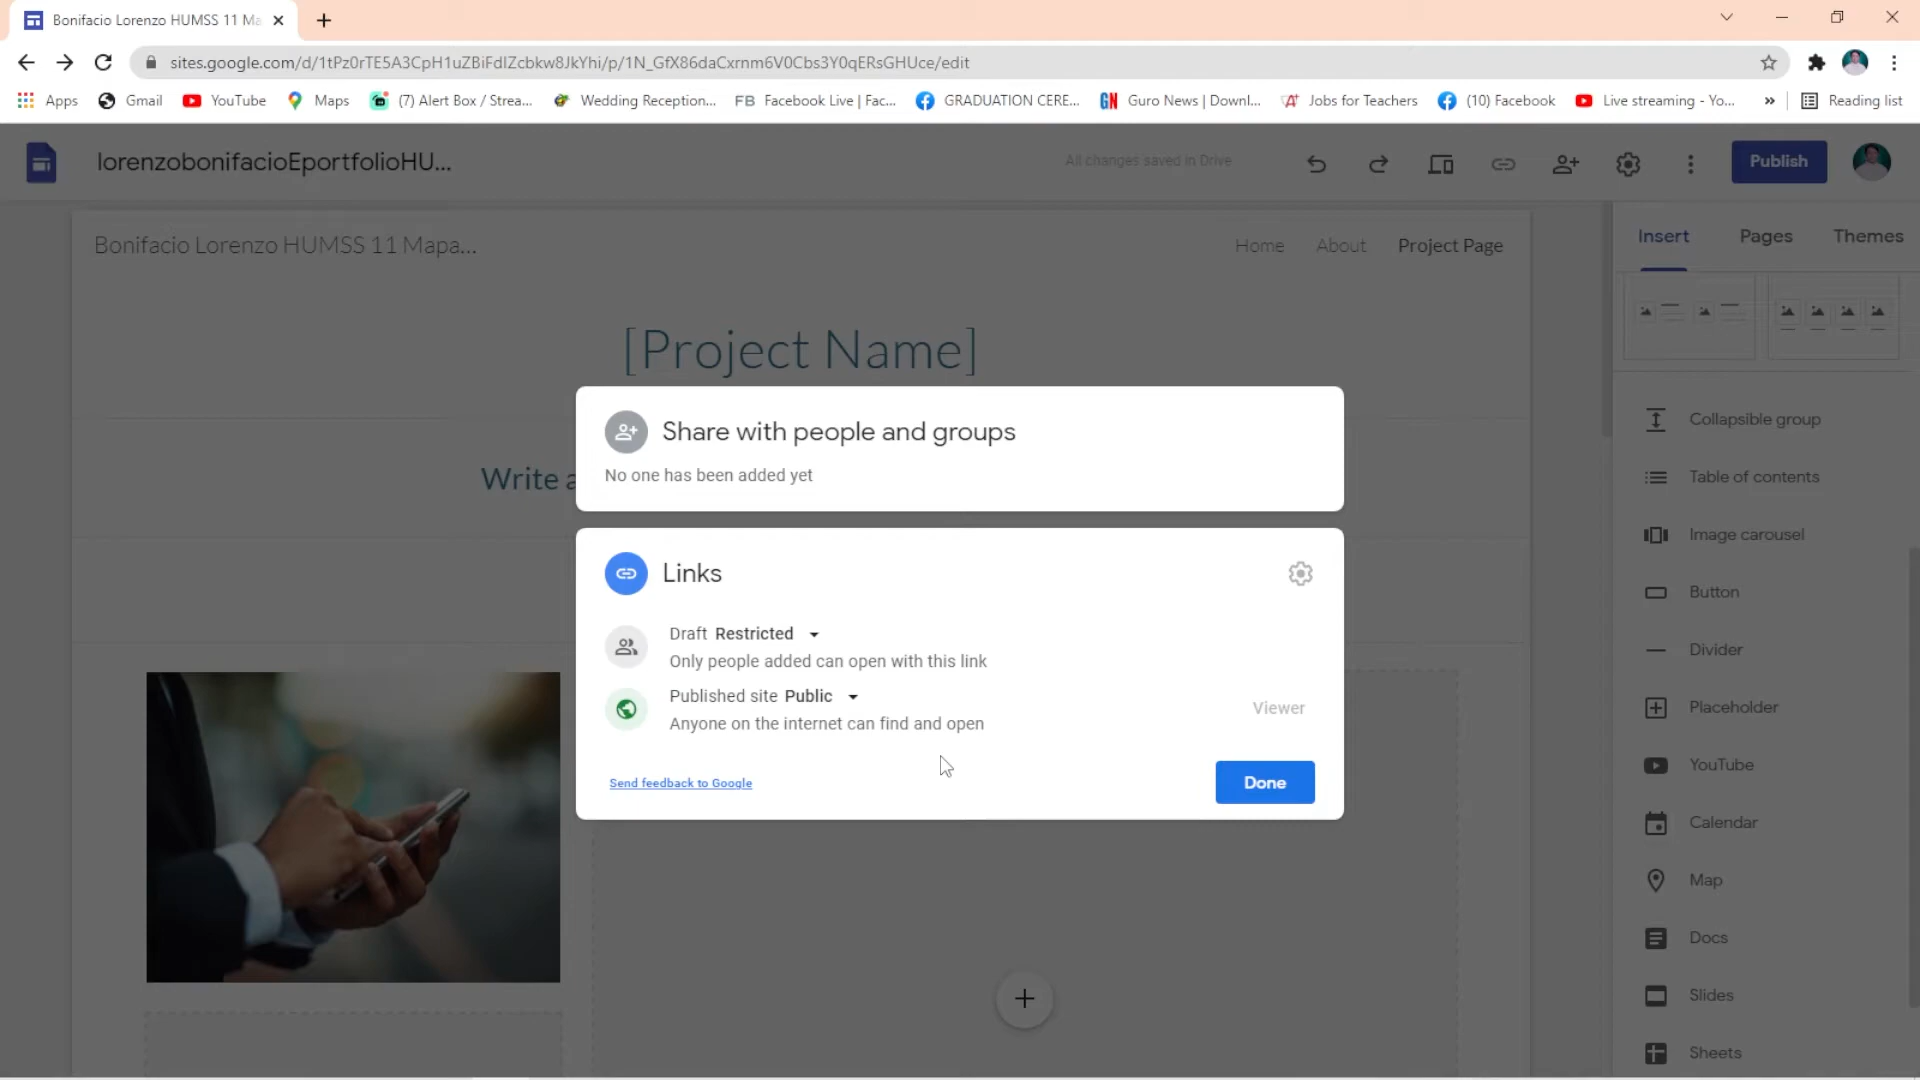 Bonifacio Lorenzo HUMSS 11 Ma
sites.google.com/d/1tPz0rTE5A3CpH1uZBiFdIZcbkw8JkYhi/p/1N_GfX86daCxrnm6V0Cbs3Y0qERsGHUce/edit
Apps Gmail YouTube Maps (7) Alert Box / Strea... Wedding Reception... FB Facebook Live | Fac... GRADUATION CERE... GN Guro News | Downl... Jobs for Teachers (10) Facebook Live streaming - Yo... » Reading list
lorenzobonifacioEportfolioHU... All changes saved in Drive Publish
Bonifacio Lorenzo HUMSS 11 Mapa... Home About Project Page
Insert Pages Themes
[Project Name]
Share with people and groups
No one has been added yet
Write a
Links
Draft Restricted
Only people added can open with this link
Published site Public
Anyone on the internet can find and open
Viewer
Send feedback to Google
Done
Collapsible group
Table of contents
Image carousel
Button
Divider
Placeholder
YouTube
Calendar
Map
Docs
Slides
Sheets